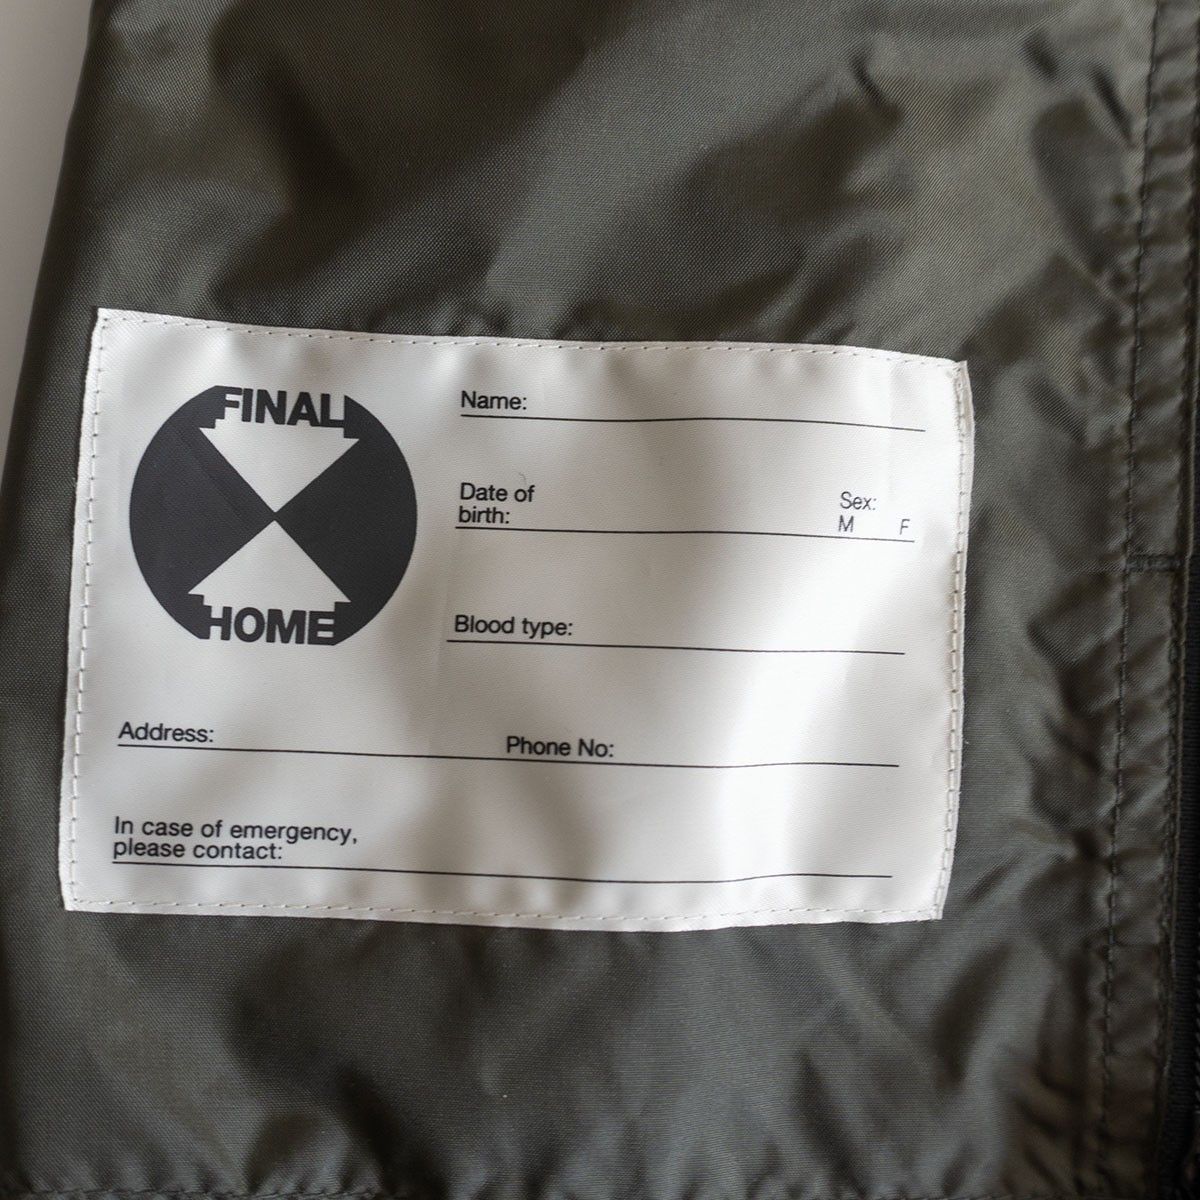 FINAL
HOME
Name:
Date of
birth:
Sex:
M F
Blood type:
Address:
Phone No:
In case of emergency,
please contact: